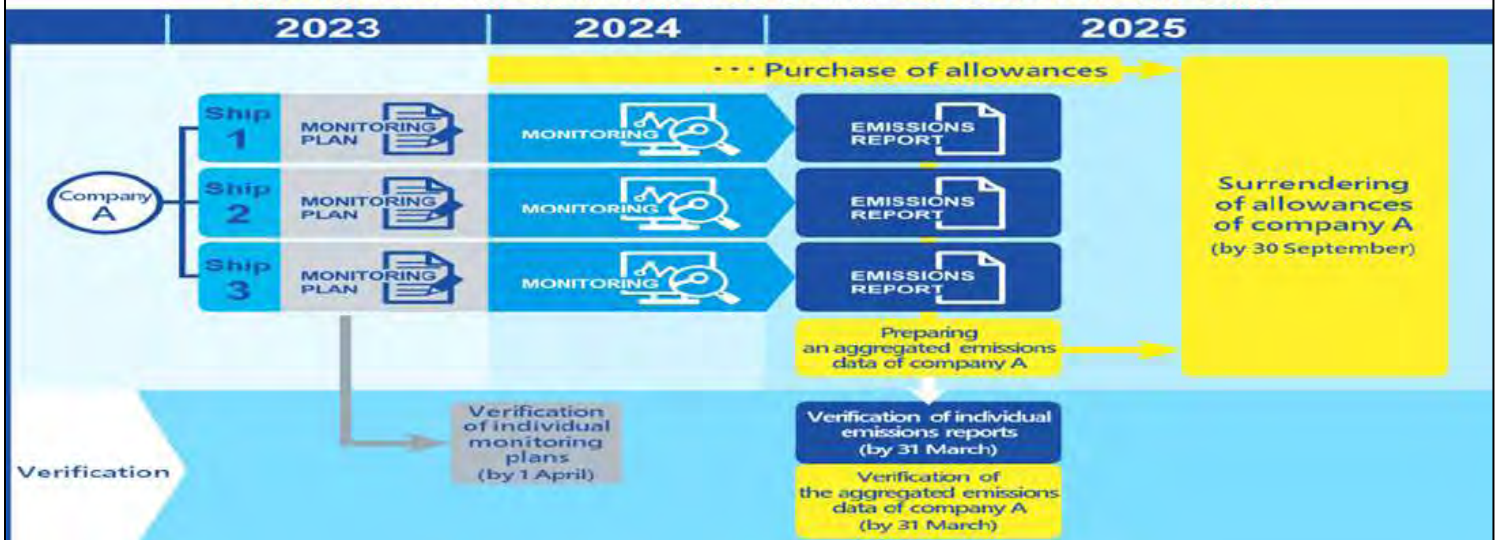 2023
2024
2025
··· Purchase of allowances
Company
A
Ship
1
MONITORING
PLAN
MONITORING
EMISSIONS
REPORT
Ship
2
MONITORING
PLAN
MONITORING
EMISSIONS
REPORT
Ship
3
MONITORING
PLAN
MONITORING
EMISSIONS
REPORT
Surrendering
of allowances
of company A
(by 30 September)
Preparing
an aggregated emissions
data of company A
Verification
Verification
of individual
monitoring
plans
(by 1 April)
Verification of individual
emissions reports
(by 31 March)
Verification of
the aggregated emissions
data of company A
(by 31 March)